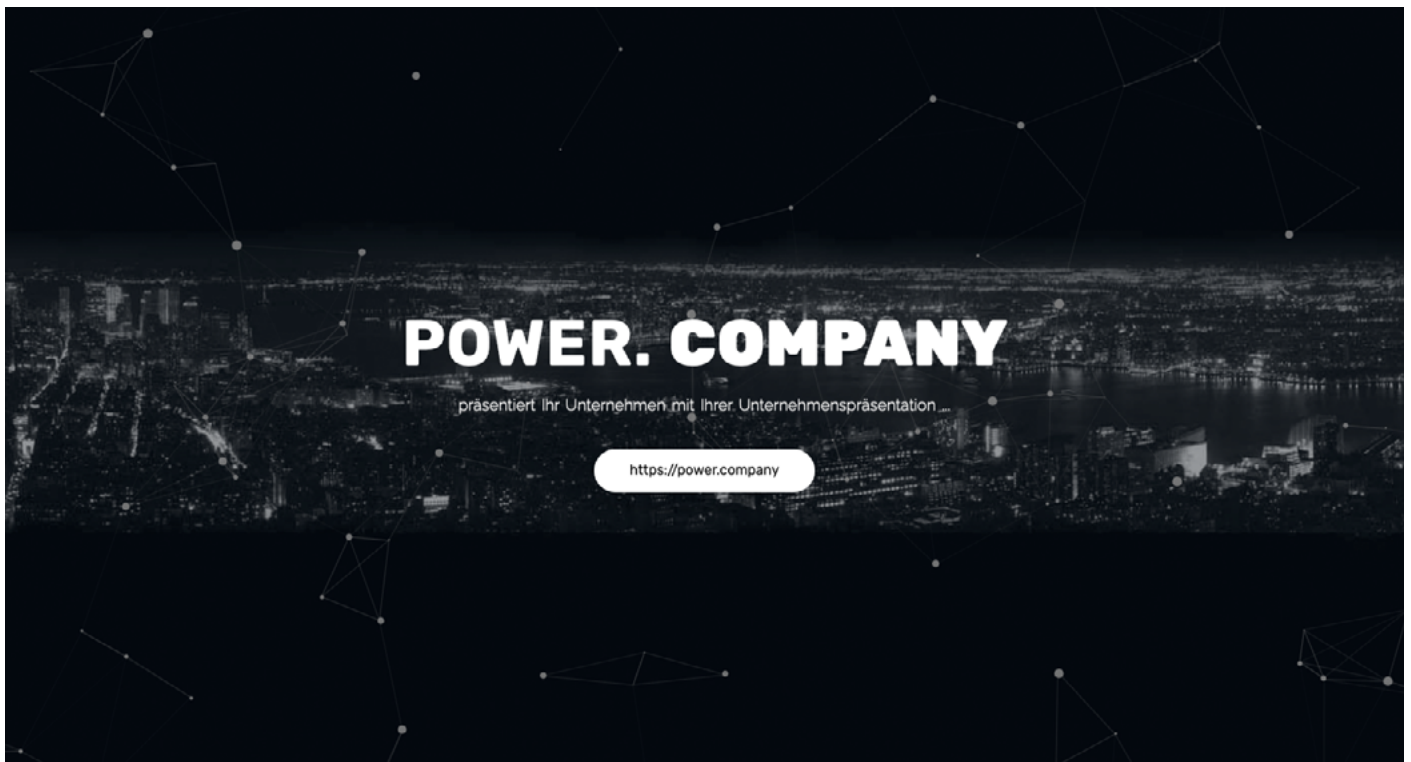 POWER. COMPANY
präsentiert Ihr Unternehmen mit Ihrer Unternehmenspräsentation ...
https://power.company